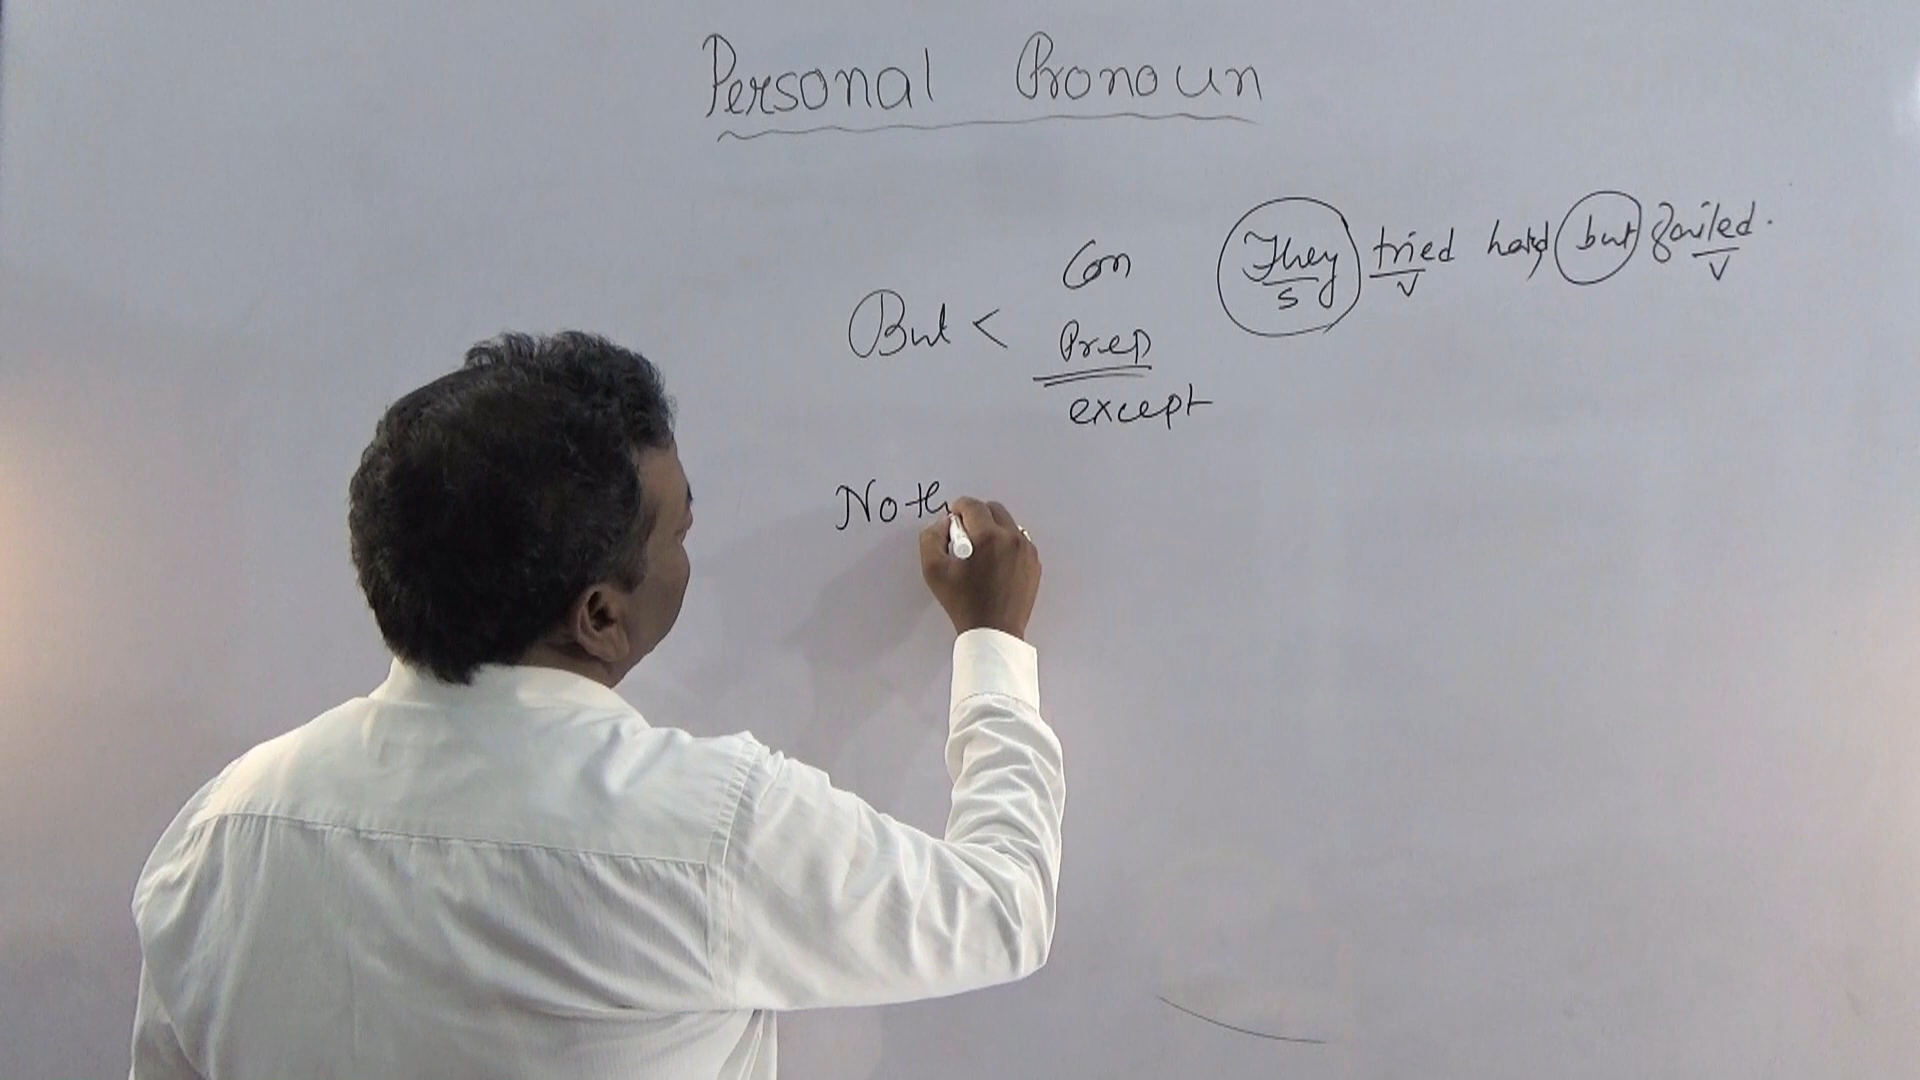 Personal Pronoun
Con They tried hard, but failed.
S V V
But < Prep
except
Noth